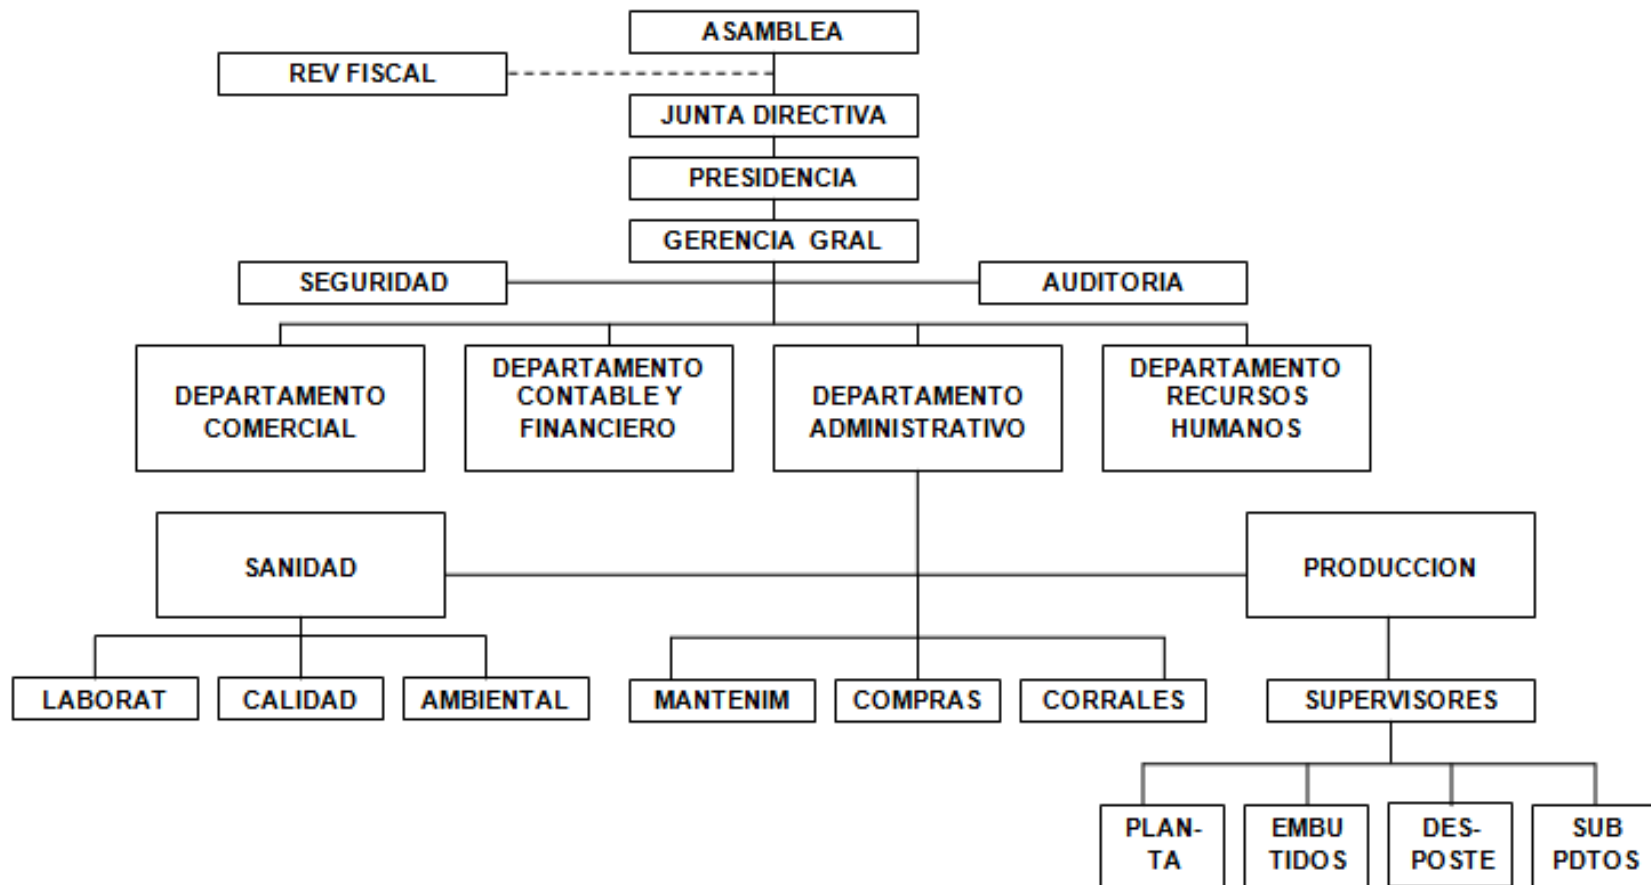 ASAMBLEA
REV FISCAL
JUNTA DIRECTIVA
PRESIDENCIA
GERENCIA GRAL
SEGURIDAD
AUDITORIA
DEPARTAMENTO
COMERCIAL
DEPARTAMENTO
CONTABLE Y
FINANCIERO
DEPARTAMENTO
ADMINISTRATIVO
DEPARTAMENTO
RECURSOS
HUMANOS
SANIDAD
PRODUCCION
LABORAT
CALIDAD
AMBIENTAL
MANTENIM
COMPRAS
CORRALES
SUPERVISORES
PLAN-
TA
EMBU
TIDOS
DES-
POSTE
SUB
PDTOS